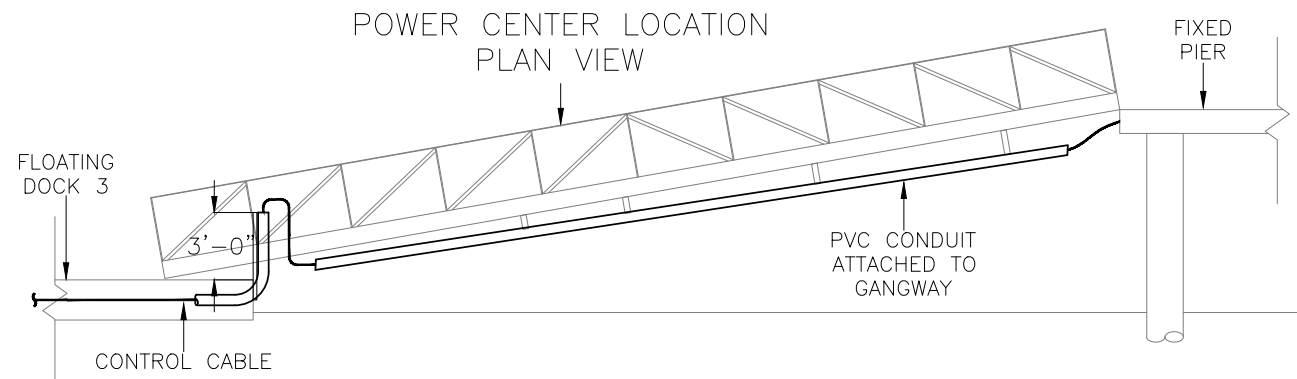 POWER CENTER LOCATION
PLAN VIEW
FIXED
PIER
FLOATING
DOCK 3
3'-0"
PVC CONDUIT
ATTACHED TO
GANGWAY
CONTROL CABLE